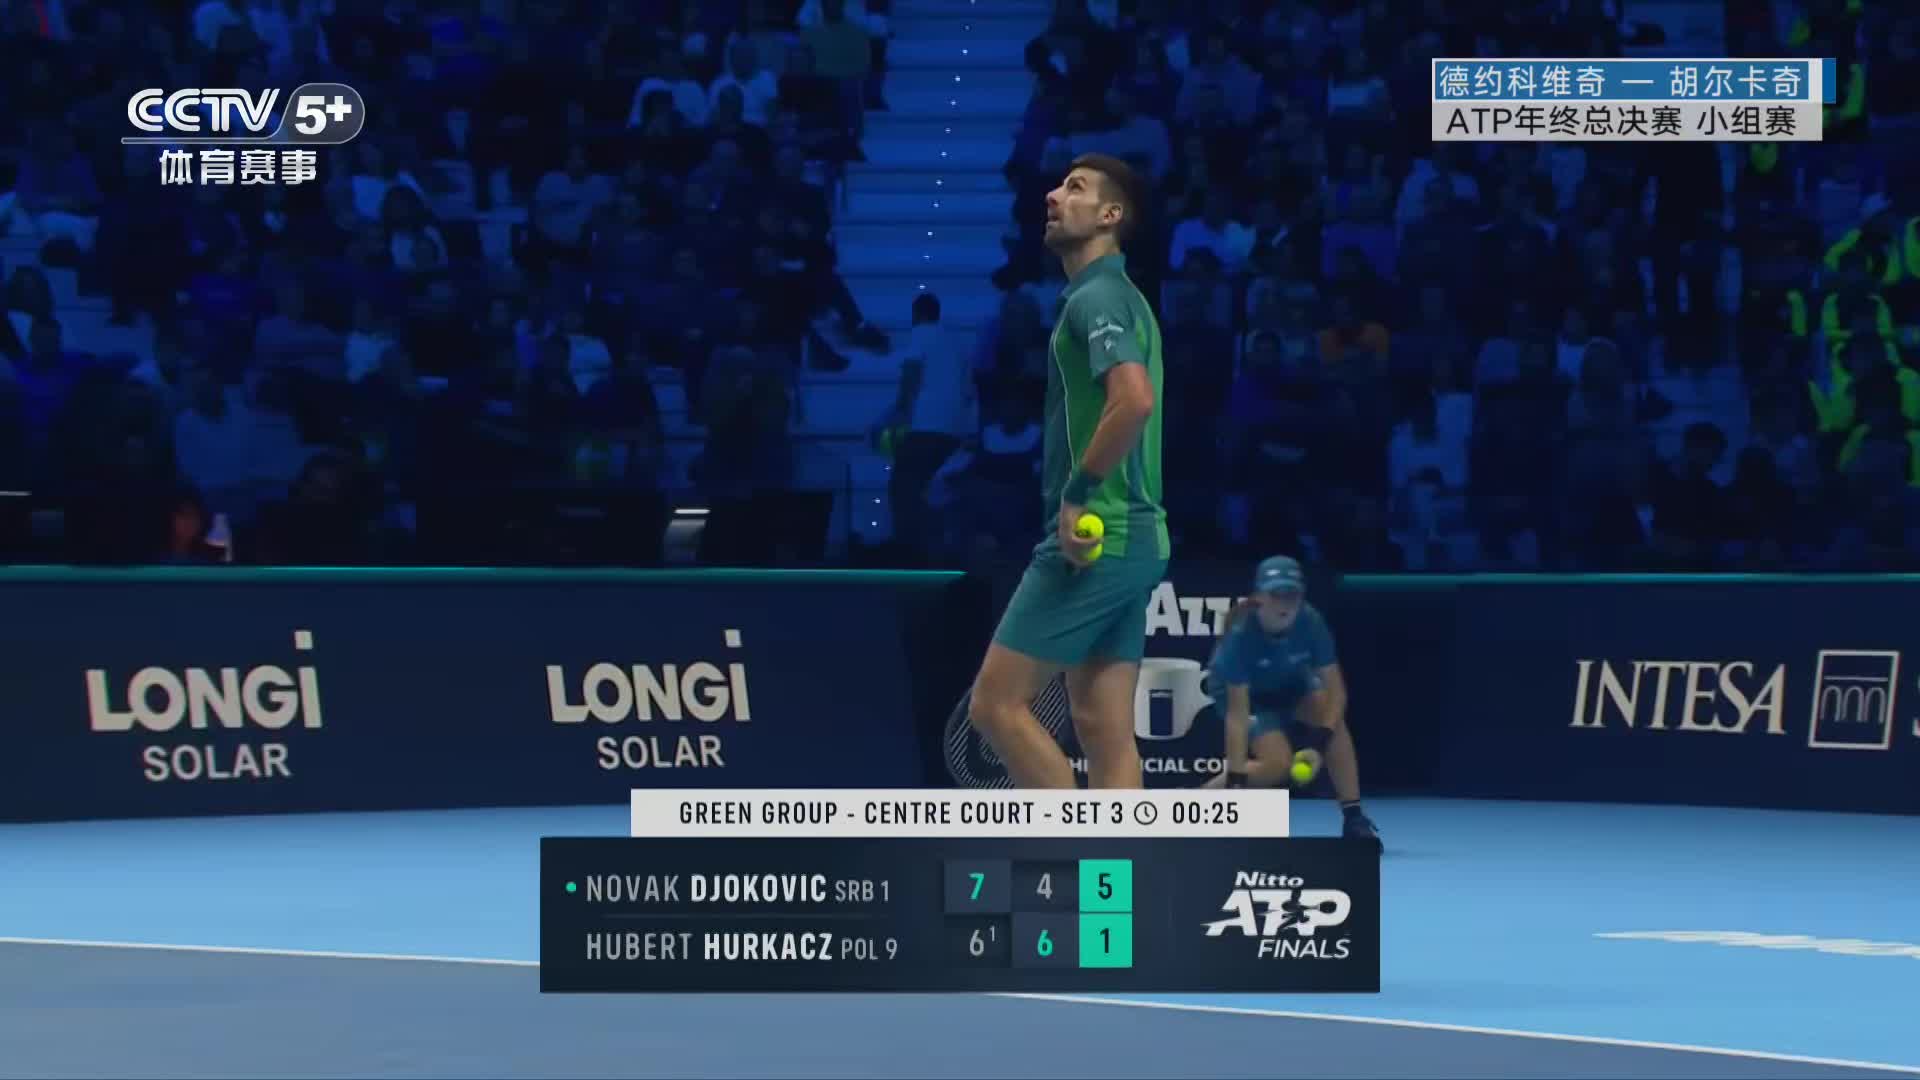 CCTV 5+
体育赛事
德约科维奇 — 胡尔卡奇
ATP年终总决赛 小组赛
LONGi
SOLAR
LONGi
SOLAR
INTESA
GREEN GROUP - CENTRE COURT - SET 3 00:25
NOVAK DJOKOVIC SRB 1 7 4 5
HUBERT HURKACZ POL 9 6¹ 6 1
Nitto
ATP
FINALS